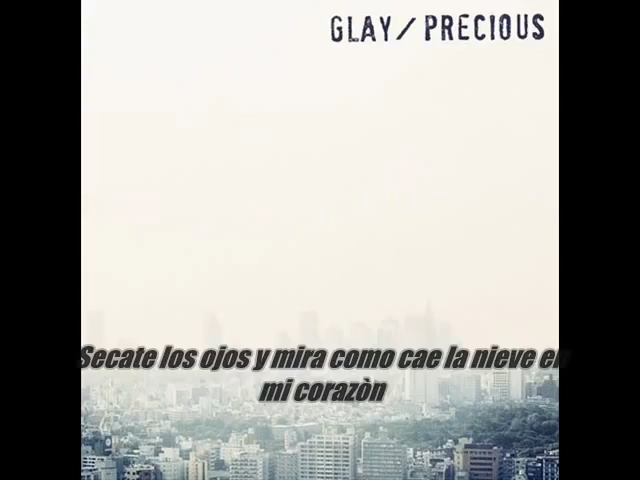 GLAY/PRECIOUS
Secate los ojos y mira como cae la nieve en
mi corazòn